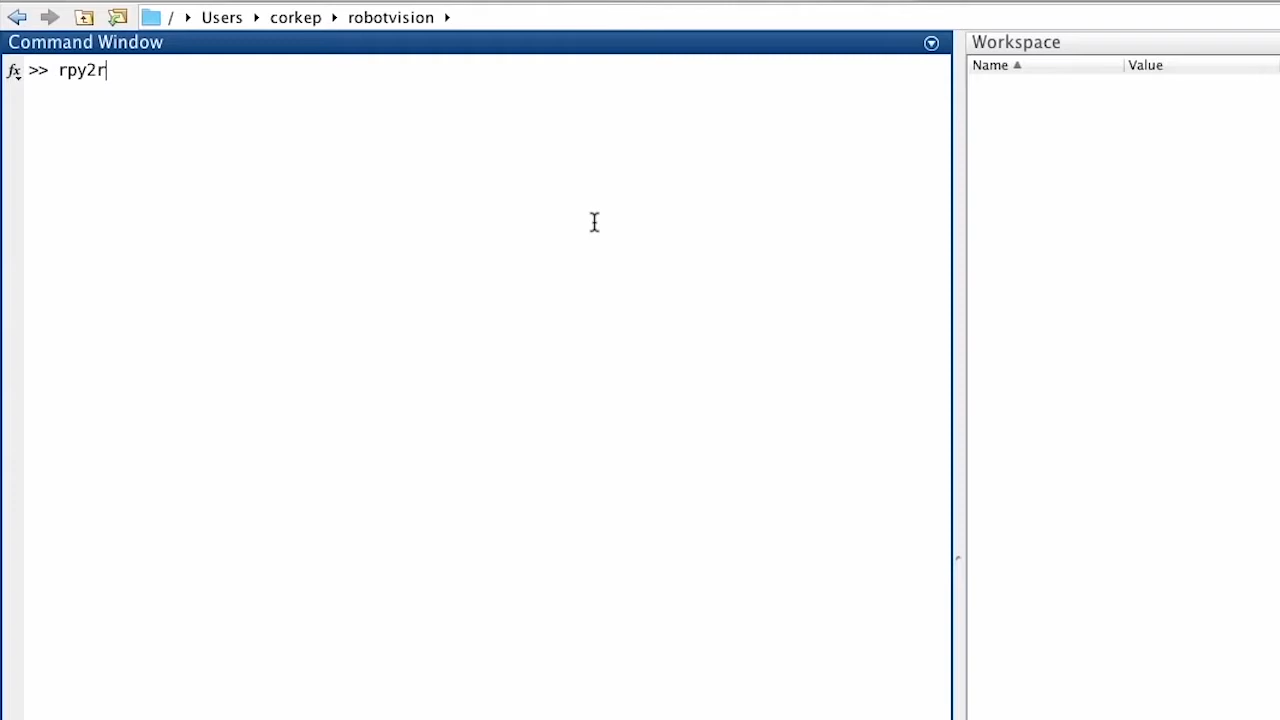 / Users corkep robotvision
Command Window
fx >> rpy2r
Workspace
Name Value